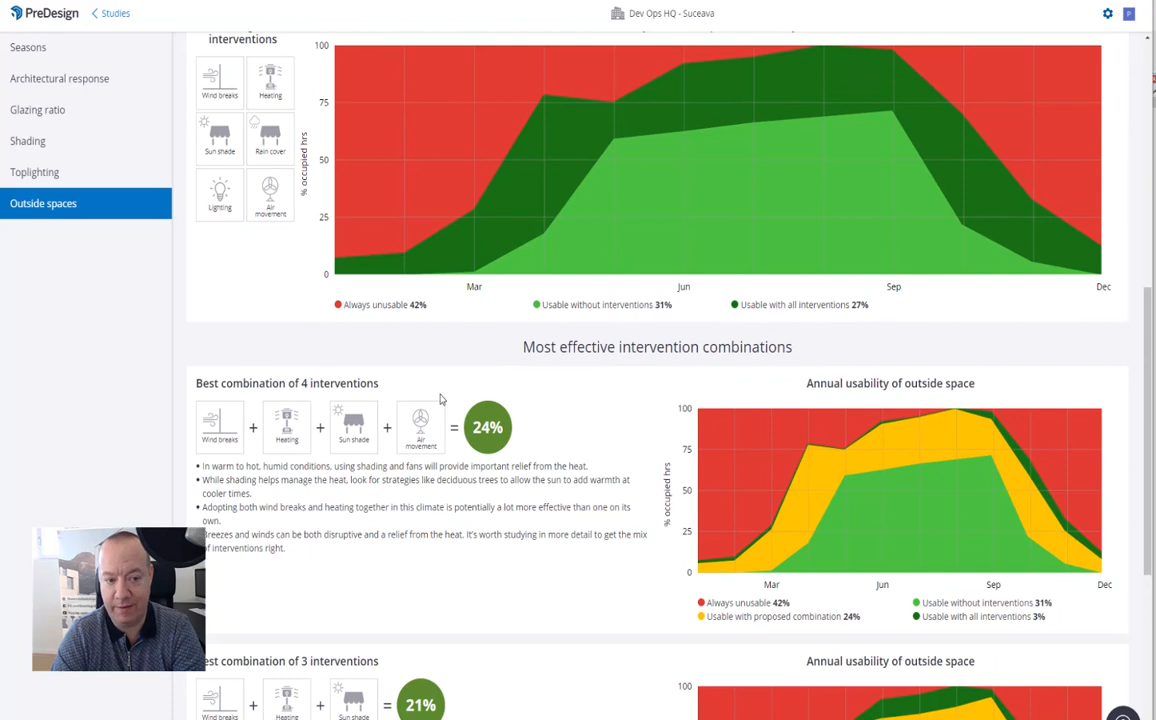 PreDesign
Studies
Dev Ops HQ - Suceava
P
Seasons
Architectural response
Glazing ratio
Shading
Toplighting
Outside spaces
interventions
Wind breaks
Heating
Sun shade
Rain cover
Lighting
Air movement
% occupied hrs
100
75
50
25
0
Mar
Jun
Sep
Dec
Always unusable 42%
Usable without interventions 31%
Usable with all interventions 27%
Most effective intervention combinations
Best combination of 4 interventions
Wind breaks + Heating + Sun shade + Air movement = 24%
• In warm to hot, humid conditions, using shading and fans will provide important relief from the heat.
• While shading helps manage the heat, look for strategies like deciduous trees to allow the sun to add warmth at
cooler times.
• Adopting both wind breaks and heating together in this climate is potentially a lot more effective than one on its
own.
Breezes and winds can be both disruptive and a relief from the heat. It's worth studying in more detail to get the mix
of interventions right.
Annual usability of outside space
% occupied hrs
100
75
50
25
0
Mar
Jun
Sep
Dec
Always unusable 42%
Usable without interventions 31%
Usable with proposed combination 24%
Usable with all interventions 3%
est combination of 3 interventions
Wind breaks + Heating + Sun shade = 21%
Annual usability of outside space
100